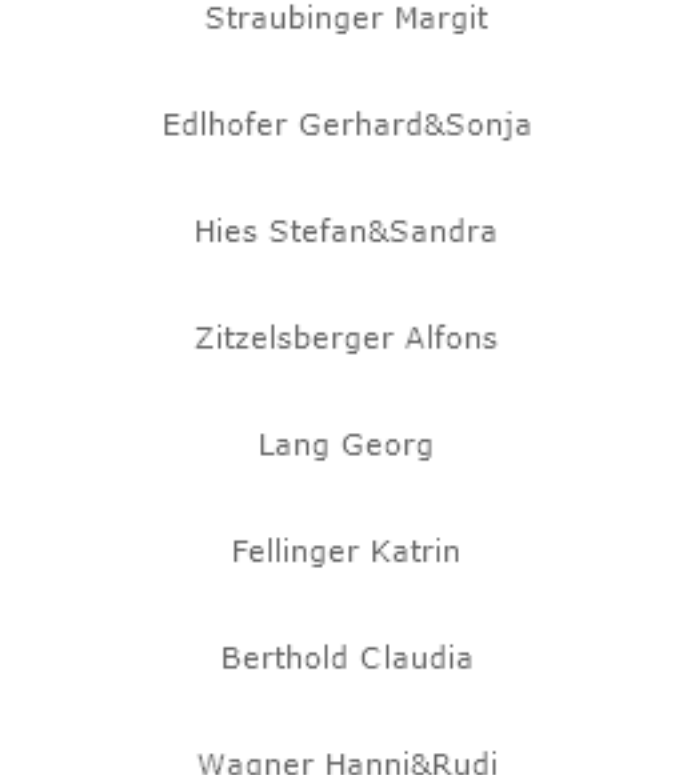 Straubinger Margit
Edlhofer Gerhard&Sonja
Hies Stefan&Sandra
Zitzelsberger Alfons
Lang Georg
Fellinger Katrin
Berthold Claudia
Wagner Hanni&Rudi